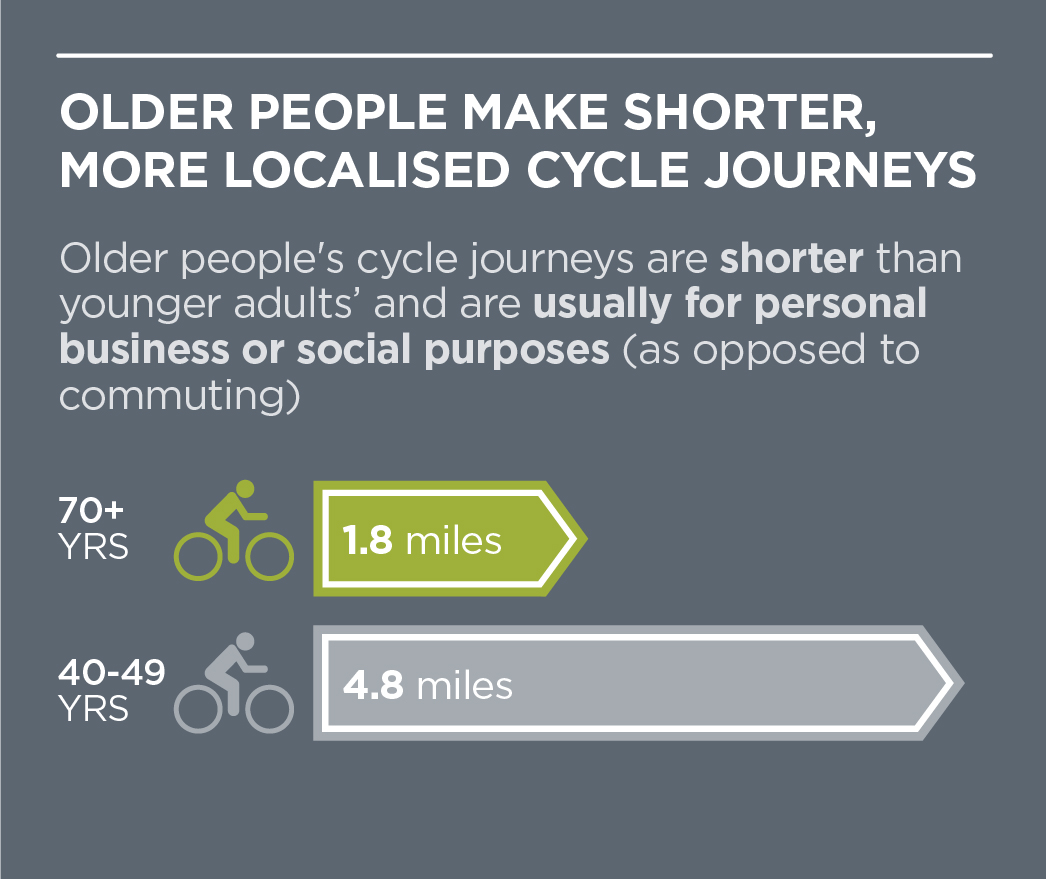 OLDER PEOPLE MAKE SHORTER,
MORE LOCALISED CYCLE JOURNEYS
Older people's cycle journeys are shorter than
younger adults’ and are usually for personal
business or social purposes (as opposed to
commuting)
70+
YRS
1.8 miles
40-49
YRS
4.8 miles